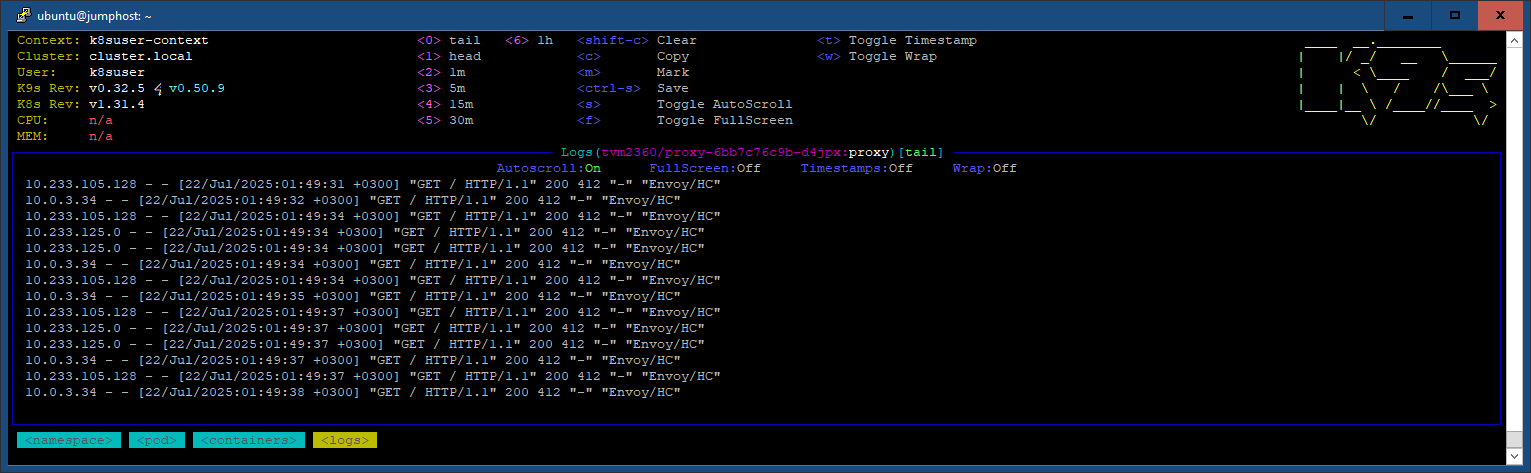 ubuntu@jumphost: ~
Context: k8suser-context <0> tail <6> lh <shift-c> Clear <t> Toggle Timestamp
Cluster: cluster.local <1> head <c> Copy <w> Toggle Wrap
User: k8suser <2> 1m <m> Mark
K9s Rev: v0.32.5 ⚡ v0.50.9 <3> 5m <ctrl-s> Save
K8s Rev: v1.31.4 <4> 15m <s> Toggle AutoScroll
CPU: n/a <5> 30m <f> Toggle FullScreen
MEM: n/a
Logs(tvm2360/proxy-6bb7c76c9b-d4jpx:proxy)[tail]
Autoscroll:On FullScreen:Off Timestamps:Off Wrap:Off
10.233.105.128 - - [22/Jul/2025:01:49:31 +0300] "GET / HTTP/1.1" 200 412 "-" "Envoy/HC"
10.0.3.34 - - [22/Jul/2025:01:49:32 +0300] "GET / HTTP/1.1" 200 412 "-" "Envoy/HC"
10.233.105.128 - - [22/Jul/2025:01:49:34 +0300] "GET / HTTP/1.1" 200 412 "-" "Envoy/HC"
10.233.125.0 - - [22/Jul/2025:01:49:34 +0300] "GET / HTTP/1.1" 200 412 "-" "Envoy/HC"
10.233.125.0 - - [22/Jul/2025:01:49:34 +0300] "GET / HTTP/1.1" 200 412 "-" "Envoy/HC"
10.0.3.34 - - [22/Jul/2025:01:49:34 +0300] "GET / HTTP/1.1" 200 412 "-" "Envoy/HC"
10.233.105.128 - - [22/Jul/2025:01:49:34 +0300] "GET / HTTP/1.1" 200 412 "-" "Envoy/HC"
10.0.3.34 - - [22/Jul/2025:01:49:35 +0300] "GET / HTTP/1.1" 200 412 "-" "Envoy/HC"
10.233.105.128 - - [22/Jul/2025:01:49:37 +0300] "GET / HTTP/1.1" 200 412 "-" "Envoy/HC"
10.233.125.0 - - [22/Jul/2025:01:49:37 +0300] "GET / HTTP/1.1" 200 412 "-" "Envoy/HC"
10.233.125.0 - - [22/Jul/2025:01:49:37 +0300] "GET / HTTP/1.1" 200 412 "-" "Envoy/HC"
10.0.3.34 - - [22/Jul/2025:01:49:37 +0300] "GET / HTTP/1.1" 200 412 "-" "Envoy/HC"
10.233.105.128 - - [22/Jul/2025:01:49:37 +0300] "GET / HTTP/1.1" 200 412 "-" "Envoy/HC"
10.0.3.34 - - [22/Jul/2025:01:49:38 +0300] "GET / HTTP/1.1" 200 412 "-" "Envoy/HC"
<namespace> <pod> <containers> <logs>